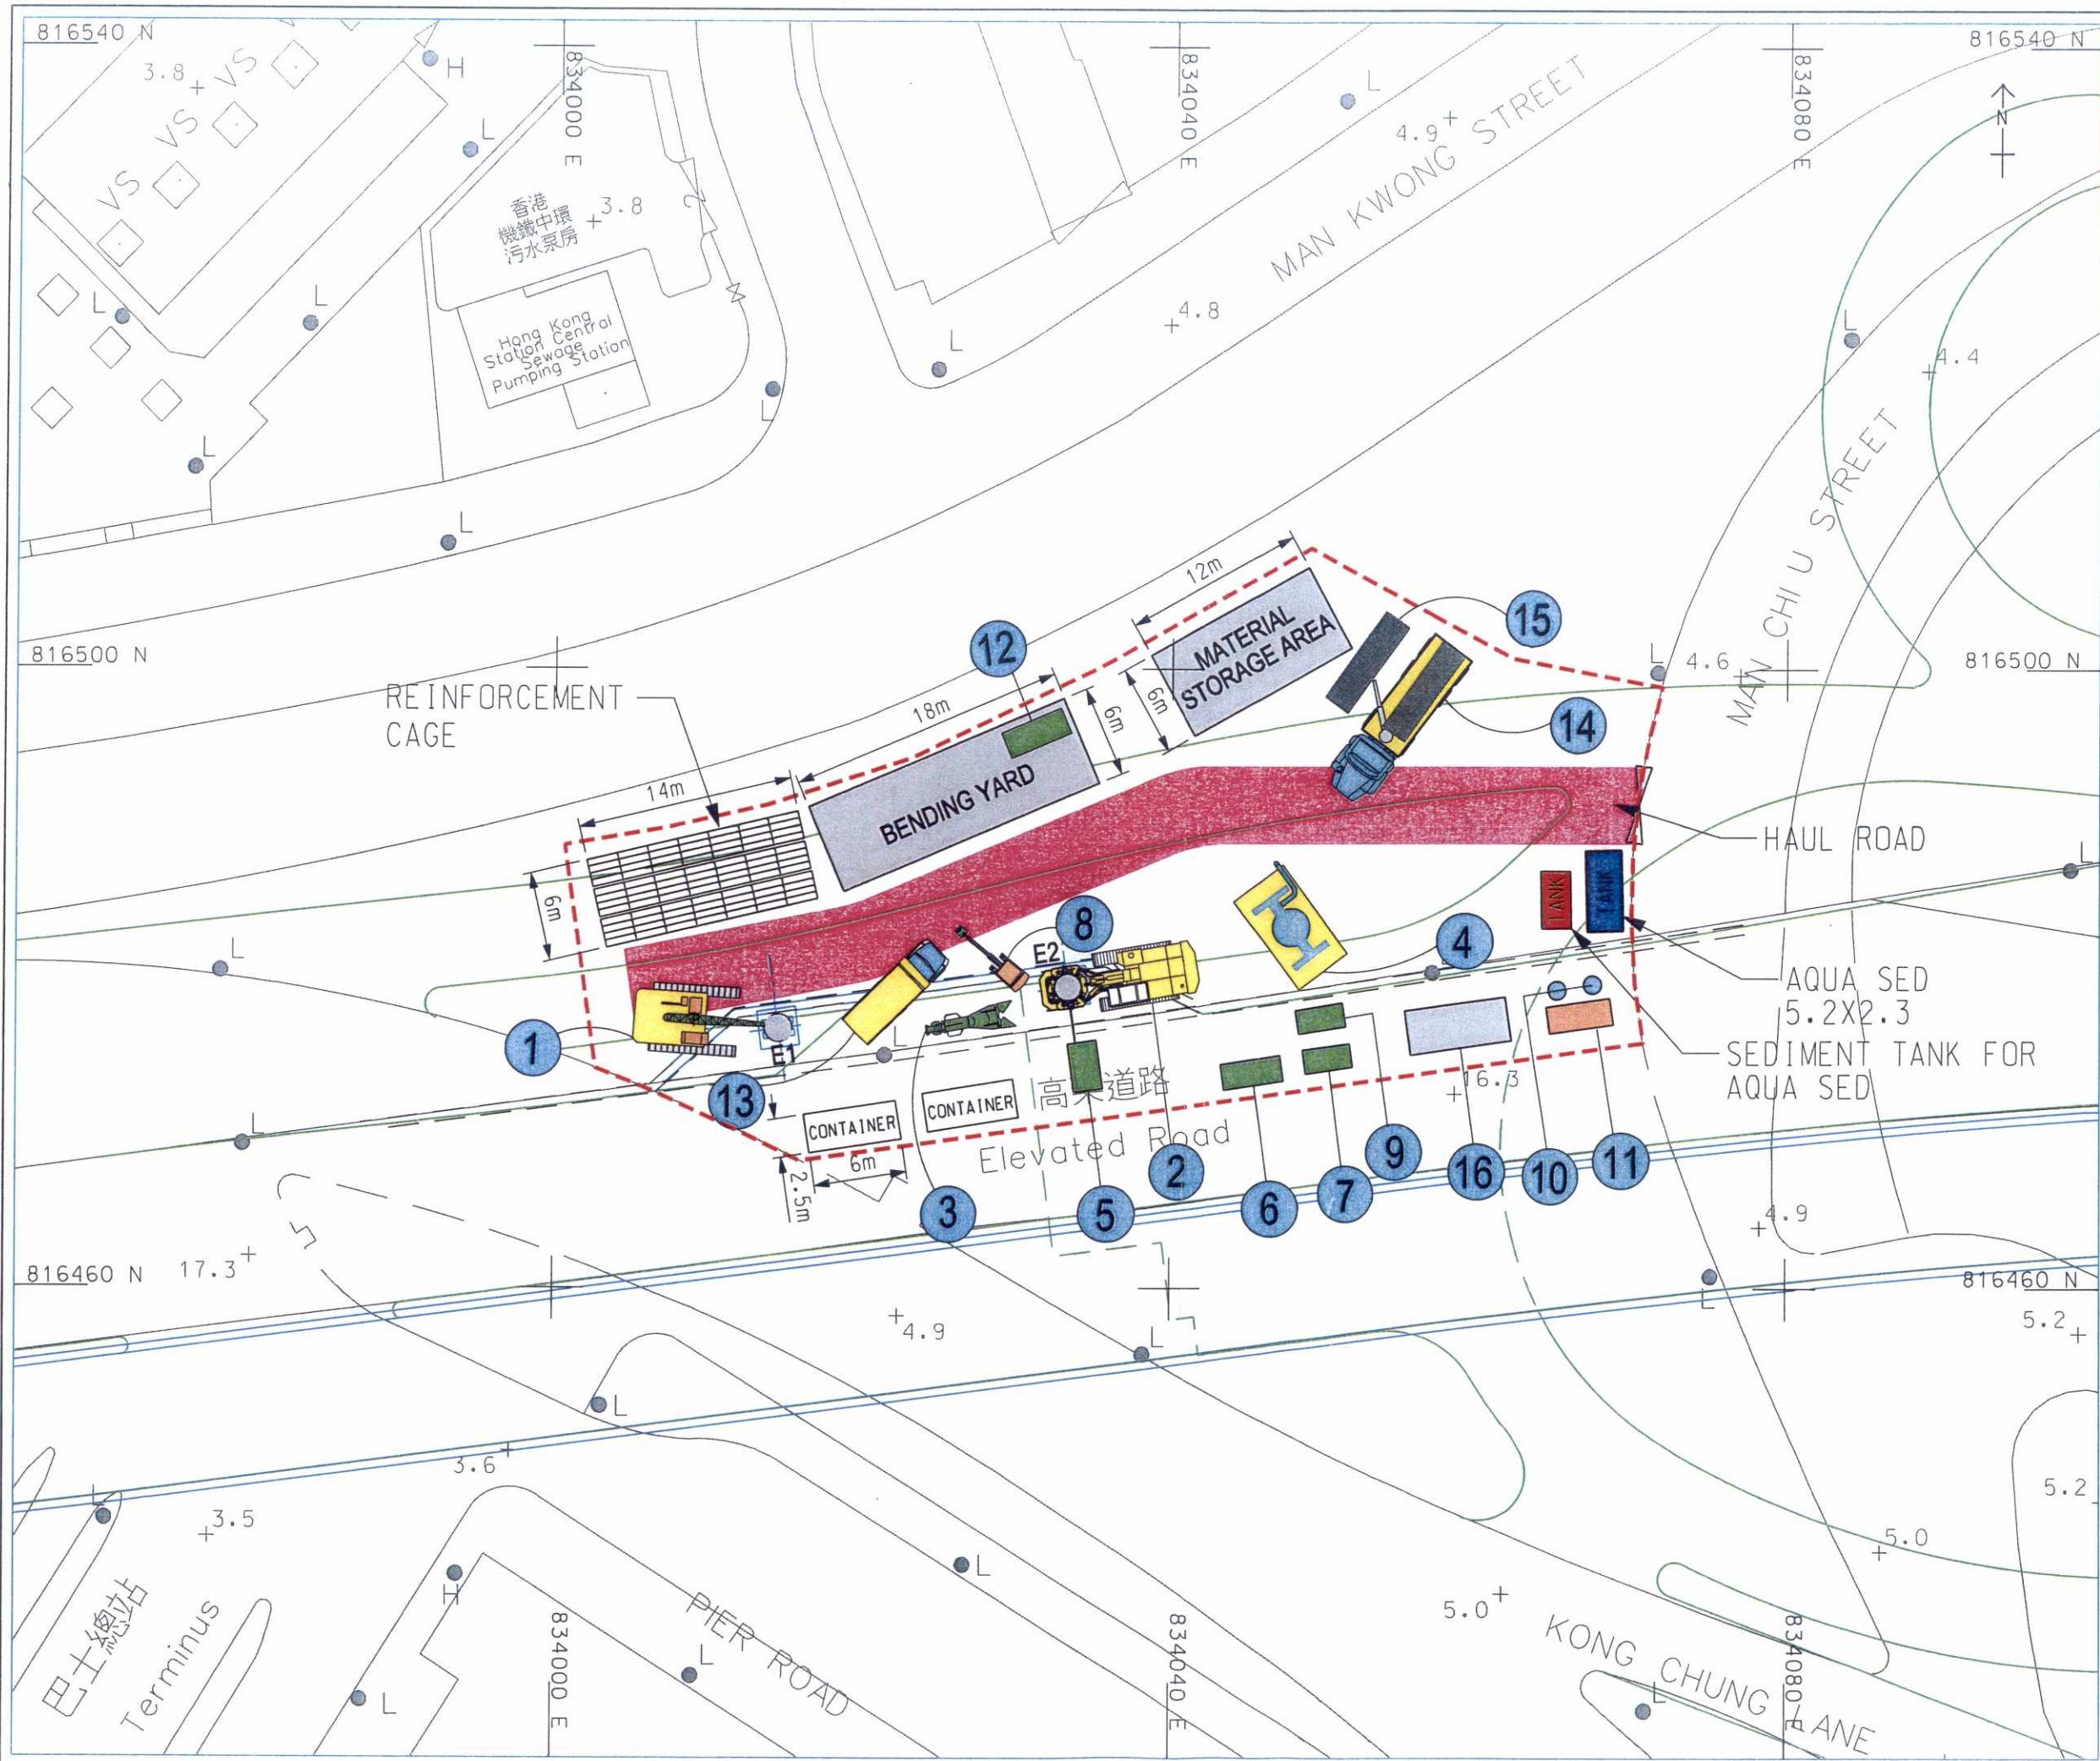 816540 N
816540 N
834000 E
834040 E
834080 E
N
3.8
VS
VS
VS
H
L
L
L
L
L
香港
機鐵中環
污水泵房
3.8
2
Hong Kong
Station Central
Sewage
Pumping Station
L
L
L
L
4.9
MAN KWONG STREET
4.8
L
4.4
MAN CHIU STREET
12m
15
12
MATERIAL
STORAGE AREA
816500 N
L
4.6
816500 N
REINFORCEMENT
CAGE
18m
6m
6m
14
14m
BENDING YARD
HAUL ROAD
L
6m
TANK
TANK
L
8
E2
4
AQUA SED
5.2X2.3
SEDIMENT TANK FOR
AQUA SED
1
E1
L
13
CONTAINER
CONTAINER
高架道路
Elevated Road
16.3
L
6m
2.5m
3
5
2
6
7
9
16
10
11
5
4.9
816460 N
17.3
816460 N
L
5.2
4.9
L
L
3.6
L
3.5
5.2
5.0
L
H
巴士總站
Terminus
PIER ROAD
L
L
5.0
KONG CHUNG LANE
L
834000 E
834040 E
834080 E